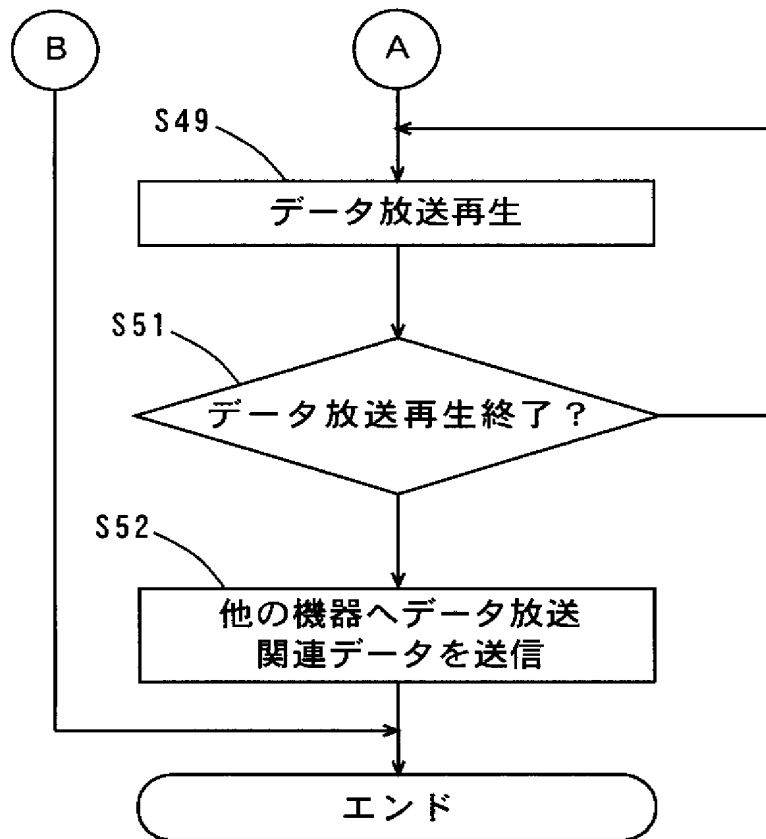 B
A
S49
データ放送再生
S51
データ放送再生終了？
S52
他の機器へデータ放送
関連データを送信
エンド